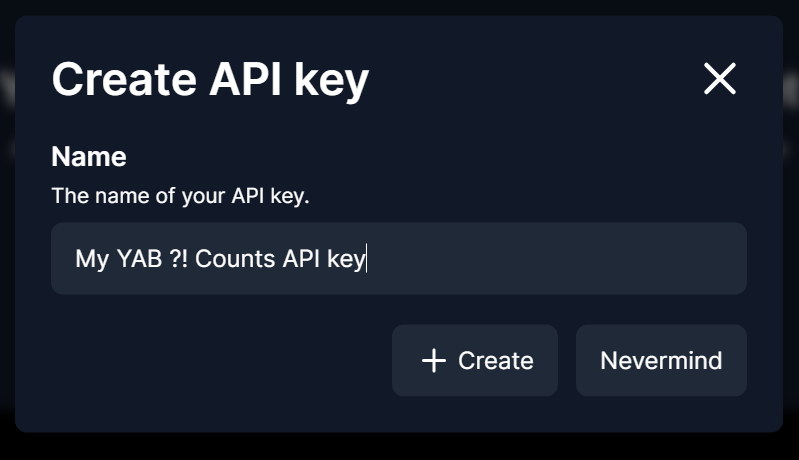 Create API key
Name
The name of your API key.
My YAB ?! Counts API key
Create
Nevermind